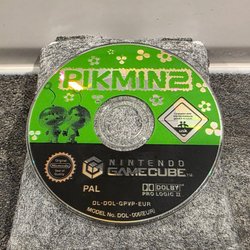 PIKMIN2
NINTENDO
GAMECUBE
PAL
DOLBY
PRO LOGIC II
DL-DOL-GPVP-EUR
MODEL No. DOL-006(EUR)